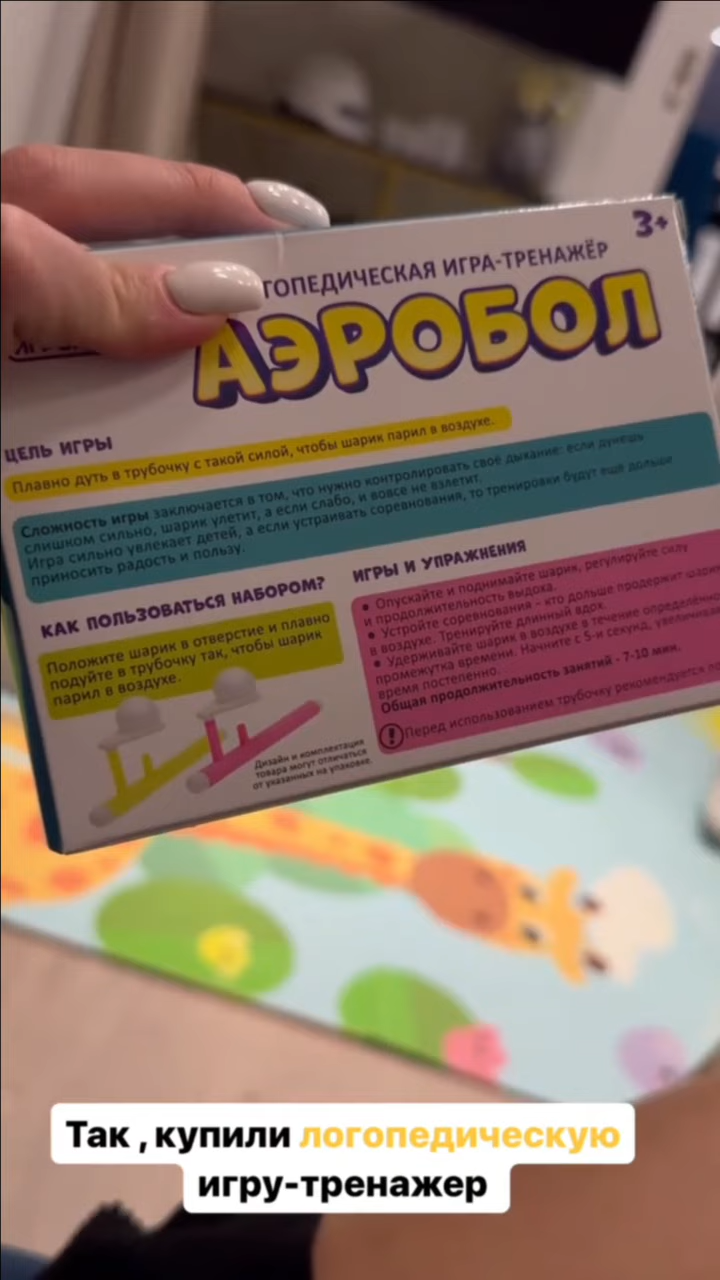 3+
ЛОГОПЕДИЧЕСКАЯ ИГРА-ТРЕНАЖЁР
АЭРОБОЛ
ЦЕЛЬ ИГРЫ
Плавно дуть в трубочку с такой силой, чтобы шарик парил в воздухе.
Сложность игры заключается в том, что нужно контролировать своё дыхание: если дунешь
слишком сильно, шарик улетит, а если слабо, и вовсе не взлетит.
Игра сильно увлекает детей, а если устраивать соревнования, то тренировки будут ещё дольше
приносить радость и пользу.
КАК ПОЛЬЗОВАТЬСЯ НАБОРОМ?
Положите шарик в отверстие и плавно
подуйте в трубочку так, чтобы шарик
парил в воздухе.
Дизайн и комплектация
товара могут отличаться
от указанных на упаковке.
ИГРЫ И УПРАЖНЕНИЯ
• Опускайте и поднимайте шарик, регулируйте силу
и продолжительность выдоха.
• Устройте соревнования – кто дольше продержит шарик
в воздухе. Тренируйте длинный вдох.
• Удерживайте шарик в воздухе в течение определённо
промежутка времени. Начните с 5-и секунд, увеличива
время постепенно.
Общая продолжительность занятий - 7-10 мин.
Перед использованием трубочку рекомендуется
Так , купили логопедическую
игру-тренажер